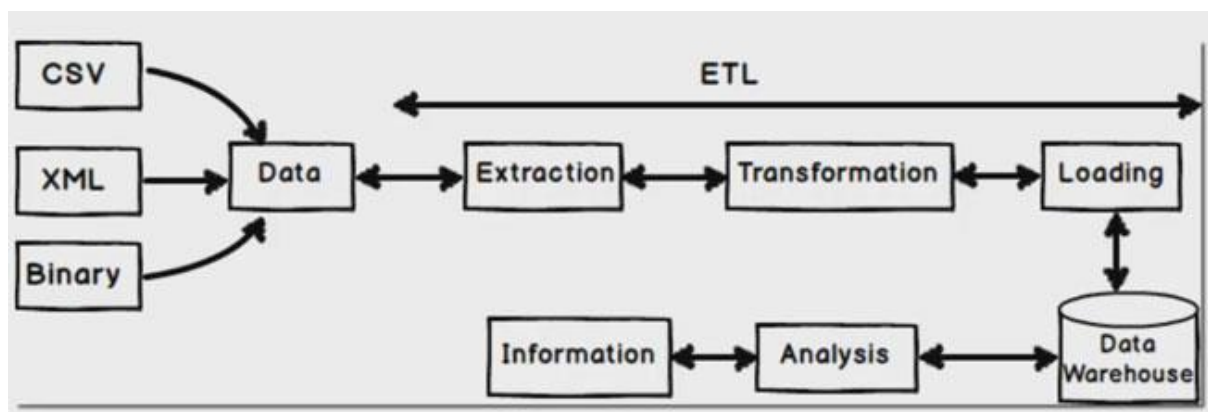 CSV
ETL
XML
Data
Extraction
Transformation
Loading
Binary
Information
Analysis
Data
Warehouse